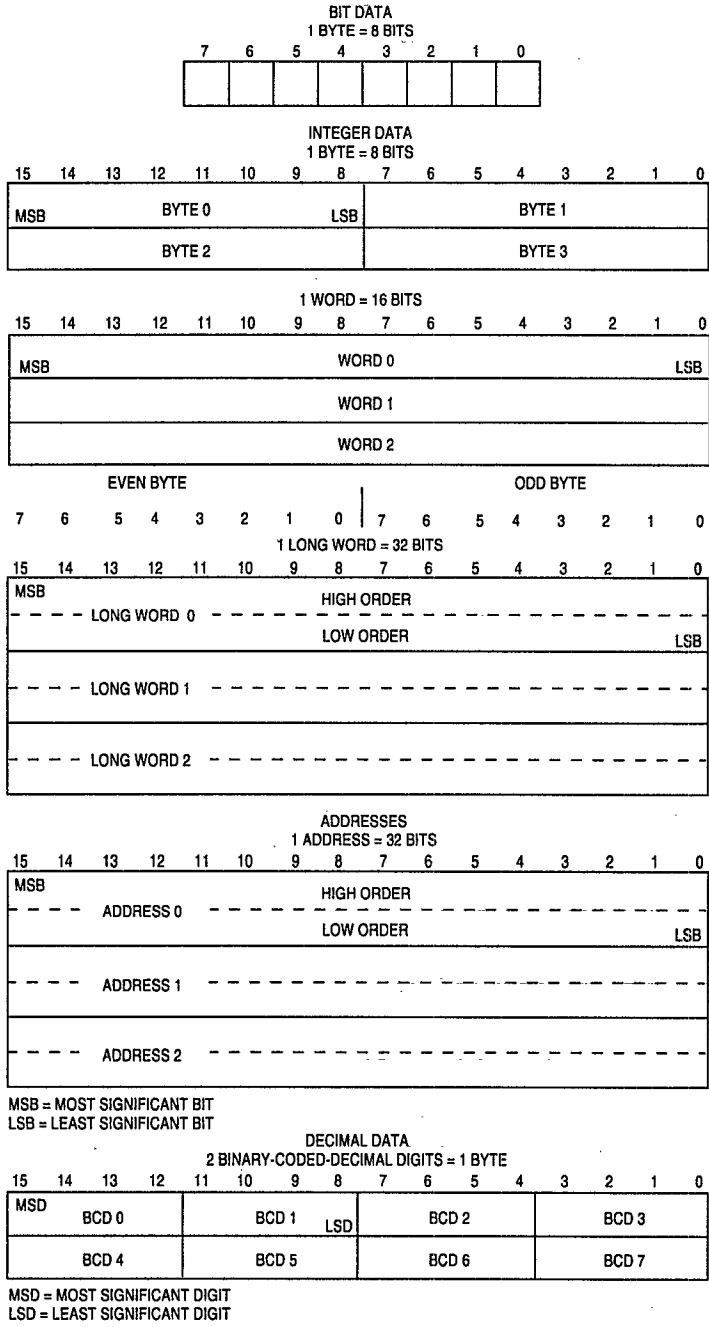 BIT DATA
1 BYTE = 8 BITS
7 6 5 4 3 2 1 0
INTEGER DATA
1 BYTE = 8 BITS
15 14 13 12 11 10 9 8 7 6 5 4 3 2 1 0
MSB BYTE 0 LSB BYTE 1
BYTE 2 BYTE 3
1 WORD = 16 BITS
15 14 13 12 11 10 9 8 7 6 5 4 3 2 1 0
MSB WORD 0 LSB
WORD 1
WORD 2
EVEN BYTE ODD BYTE
7 6 5 4 3 2 1 0 7 6 5 4 3 2 1 0
1 LONG WORD = 32 BITS
15 14 13 12 11 10 9 8 7 6 5 4 3 2 1 0
MSB HIGH ORDER
LONG WORD 0
LOW ORDER LSB
LONG WORD 1
LONG WORD 2
ADDRESSES
1 ADDRESS = 32 BITS
15 14 13 12 11 10 9 8 7 6 5 4 3 2 1 0
MSB HIGH ORDER
ADDRESS 0
LOW ORDER LSB
ADDRESS 1
ADDRESS 2
MSB = MOST SIGNIFICANT BIT
LSB = LEAST SIGNIFICANT BIT
DECIMAL DATA
2 BINARY-CODED-DECIMAL DIGITS = 1 BYTE
15 14 13 12 11 10 9 8 7 6 5 4 3 2 1 0
MSD BCD 0 BCD 1 LSD BCD 2 BCD 3
BCD 4 BCD 5 BCD 6 BCD 7
MSD = MOST SIGNIFICANT DIGIT
LSD = LEAST SIGNIFICANT DIGIT